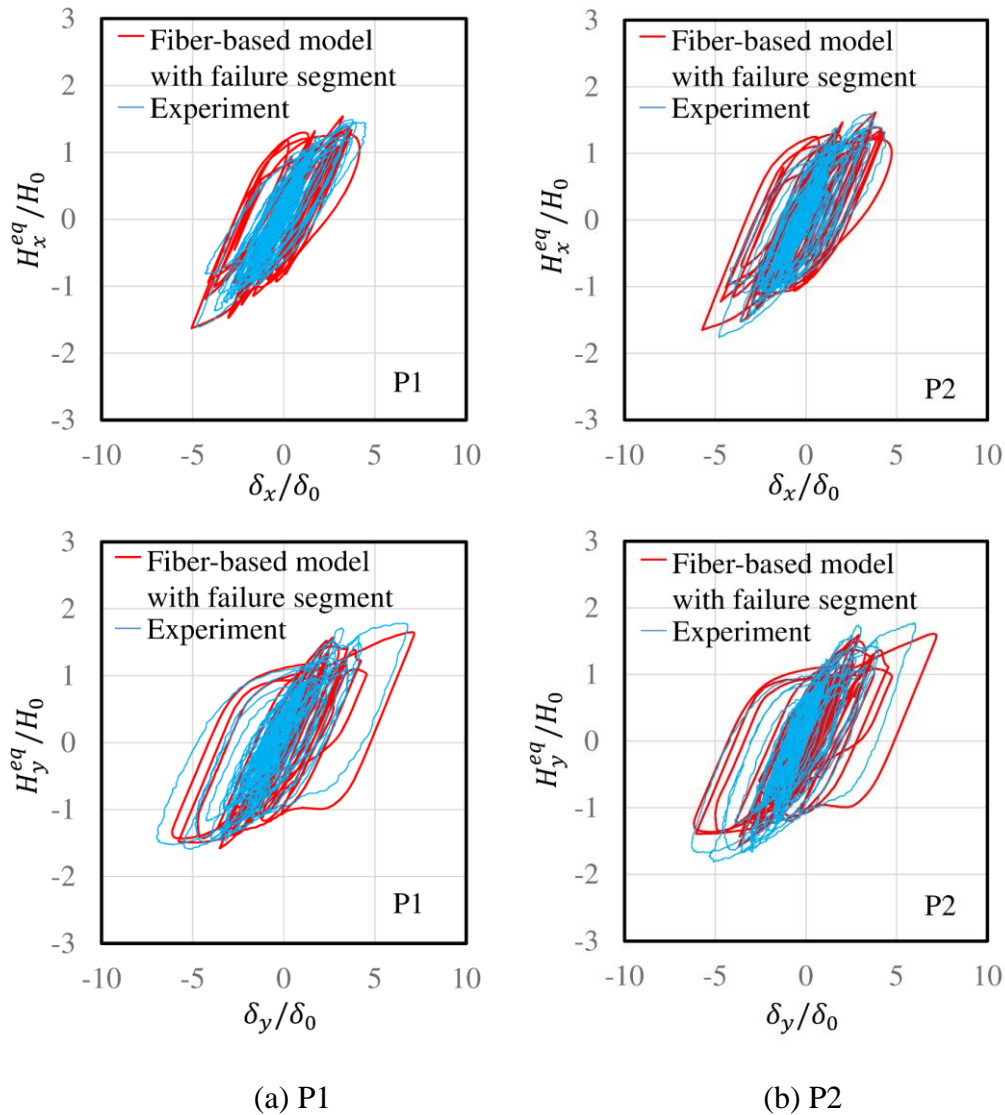 3
2
1
0
-1
-2
-3
Fiber-based model
with failure segment
Experiment
P1
-10
-5
0
5
10
H_x^{eq}/H_0
δ_x/δ_0
3
2
1
0
-1
-2
-3
Fiber-based model
with failure segment
Experiment
P2
-10
-5
0
5
10
H_x^{eq}/H_0
δ_x/δ_0
3
2
1
0
-1
-2
-3
Fiber-based model
with failure segment
Experiment
P1
-10
-5
0
5
10
H_y^{eq}/H_0
δ_y/δ_0
3
2
1
0
-1
-2
-3
Fiber-based model
with failure segment
Experiment
P2
-10
-5
0
5
10
H_y^{eq}/H_0
δ_y/δ_0
(a) P1
(b) P2